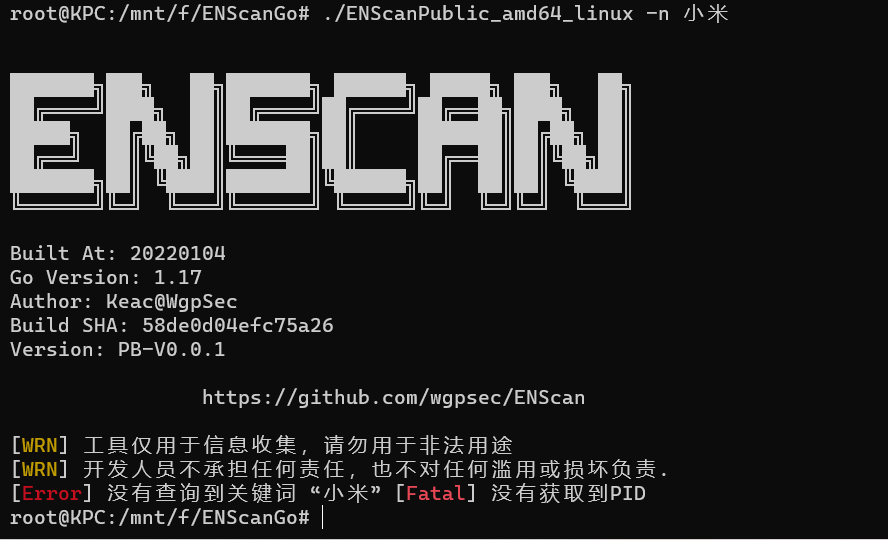 root@KPC:/mnt/f/ENScanGo# ./ENScanPublic_amd64_linux -n 小米
ENSCAN
Built At: 20220104
Go Version: 1.17
Author: Keac@WgpSec
Build SHA: 58de0d04efc75a26
Version: PB-V0.0.1
https://github.com/wgpsec/ENScan
[WRN] 工具仅用于信息收集，请勿用于非法用途
[WRN] 开发人员不承担任何责任，也不对任何滥用或损坏负责.
[Error] 没有查询到关键词 “小米” [Fatal] 没有获取到PID
root@KPC:/mnt/f/ENScanGo#